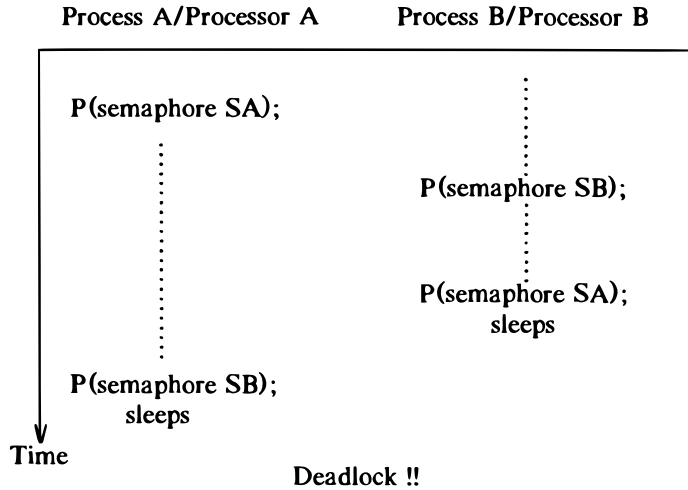 Process A/Processor A
Process B/Processor B
P(semaphore SA);
P(semaphore SB);
P(semaphore SA);
sleeps
P(semaphore SB);
sleeps
Time
Deadlock !!